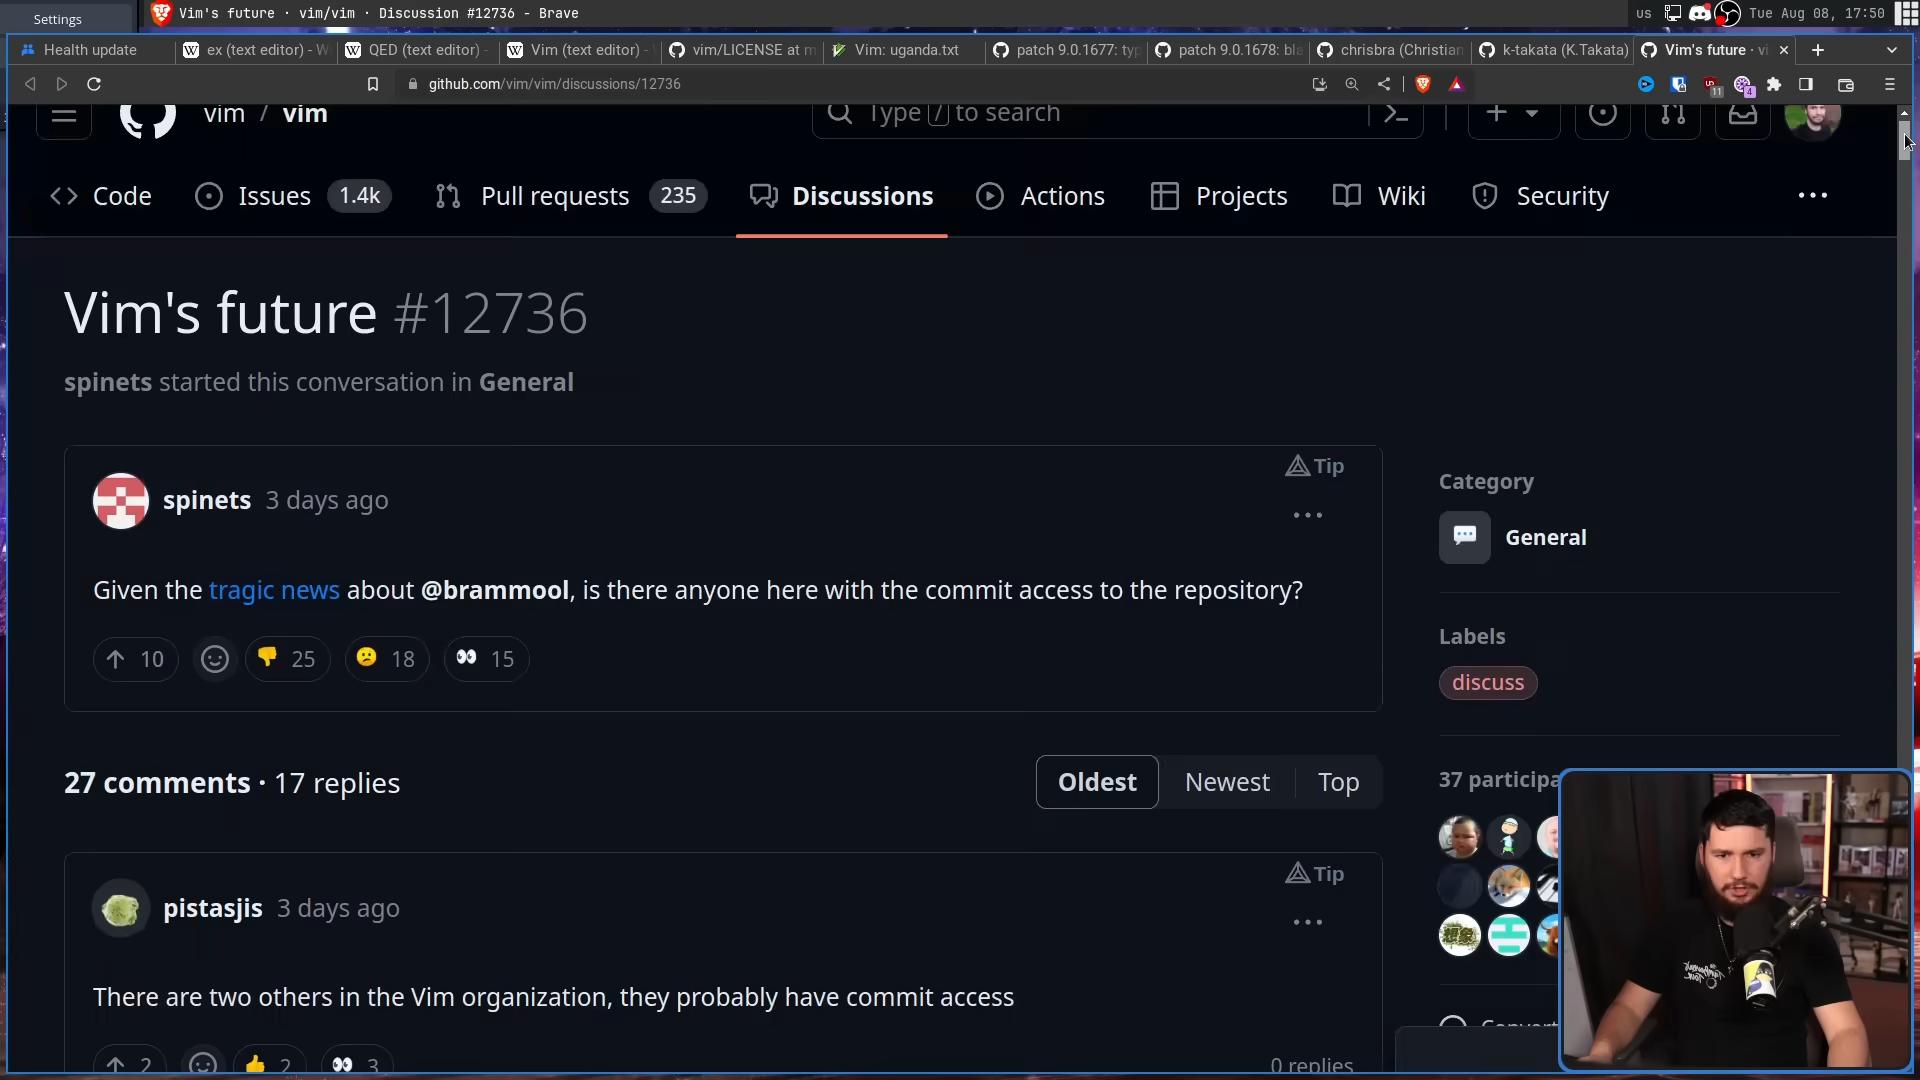 Settings
Vim's future · vim/vim · Discussion #12736 - Brave
us
Tue Aug 08, 17:50
Health update
ex (text editor) - W
QED (text editor) -
Vim (text editor) -
vim/LICENSE at m
Vim: uganda.txt
patch 9.0.1677: typ
patch 9.0.1678: bla
chrisbra (Christian
k-takata (K.Takata)
Vim's future · vi
github.com/vim/vim/discussions/12736
11
4
vim / vim
Type / to search
Code
Issues 1.4k
Pull requests 235
Discussions
Actions
Projects
Wiki
Security
Vim's future #12736
spinets started this conversation in General
Tip
spinets 3 days ago
Given the tragic news about @brammool, is there anyone here with the commit access to the repository?
10
25
18
15
Category
General
Labels
discuss
27 comments · 17 replies
Oldest
Newest
Top
37 participa
Tip
pistasjis 3 days ago
There are two others in the Vim organization, they probably have commit access
2
2
3
0 replies